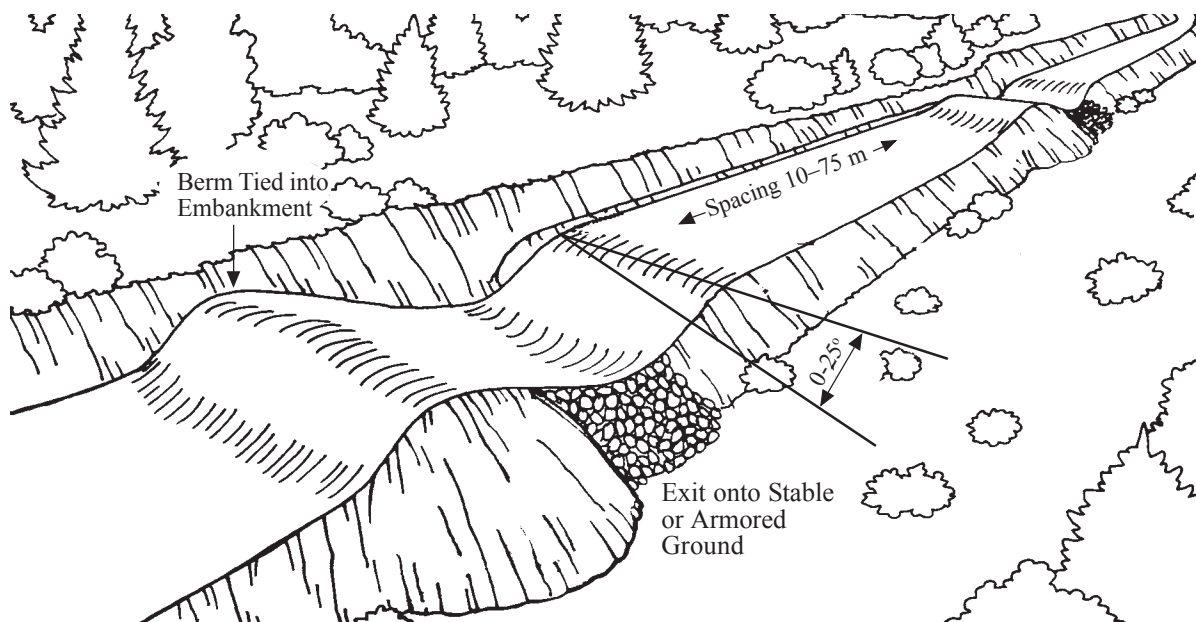 Berm Tied into
Embankment
Spacing 10–75 m
0-25º
Exit onto Stable
or Armored
Ground